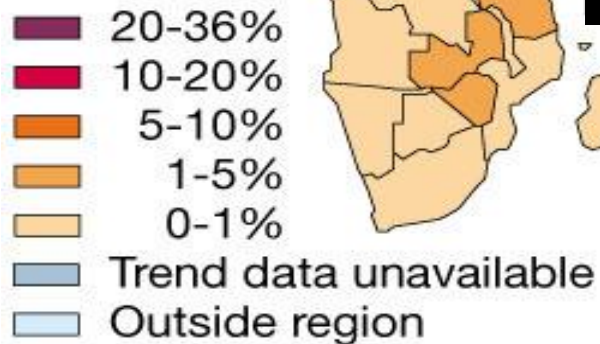 20-36%
10-20%
5-10%
1-5%
0-1%
Trend data unavailable
Outside region